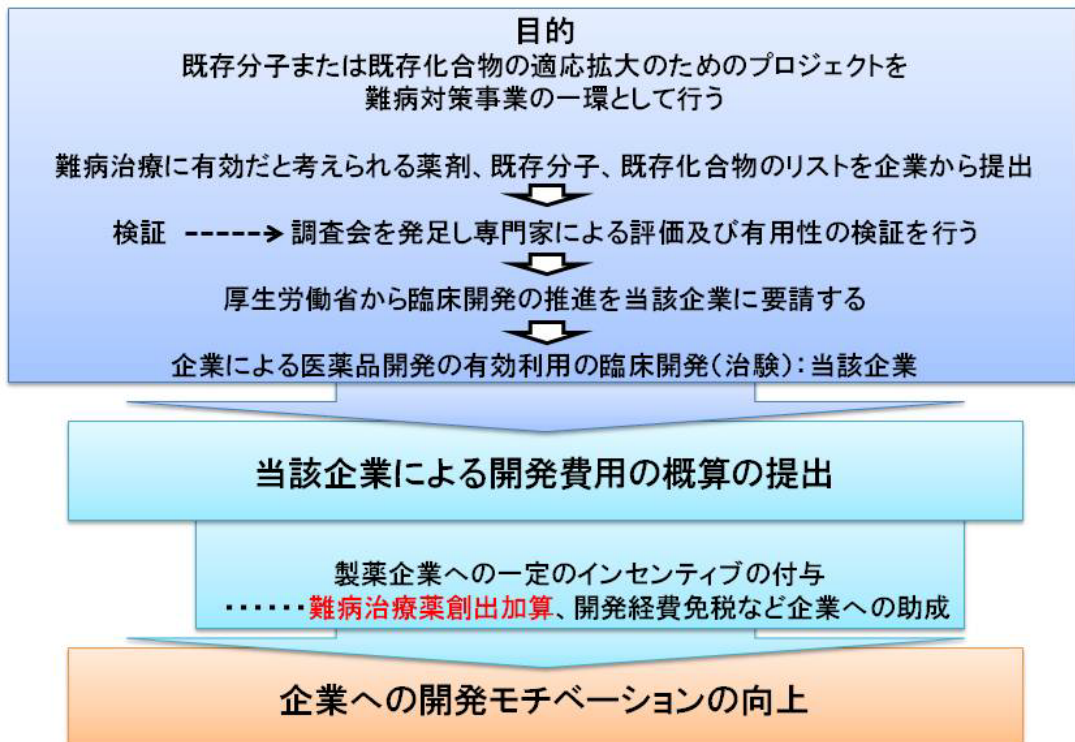 目的
既存分子または既存化合物の適応拡大のためのプロジェクトを
難病対策事業の一環として行う
難病治療に有効だと考えられる薬剤、既存分子、既存化合物のリストを企業から提出
検証 -----→ 調査会を発足し専門家による評価及び有用性の検証を行う
厚生労働省から臨床開発の推進を当該企業に要請する
企業による医薬品開発の有効利用の臨床開発(治験):当該企業
当該企業による開発費用の概算の提出
製薬企業への一定のインセンティブの付与
・・・・・・難病治療薬創出加算、開発経費免税など企業への助成
企業への開発モチベーションの向上